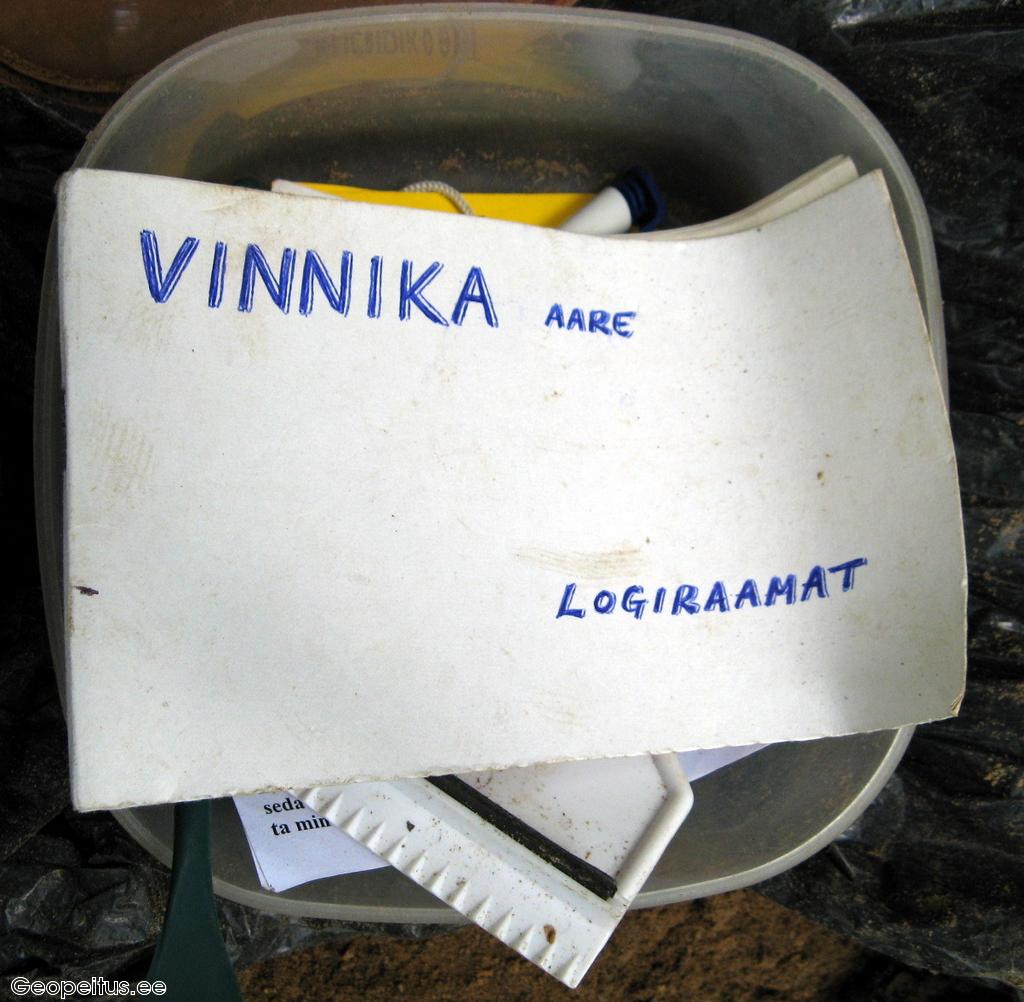 VINNIKA AARE
LOGIRAAMAT
seda
ta min
Geopeitus.ee